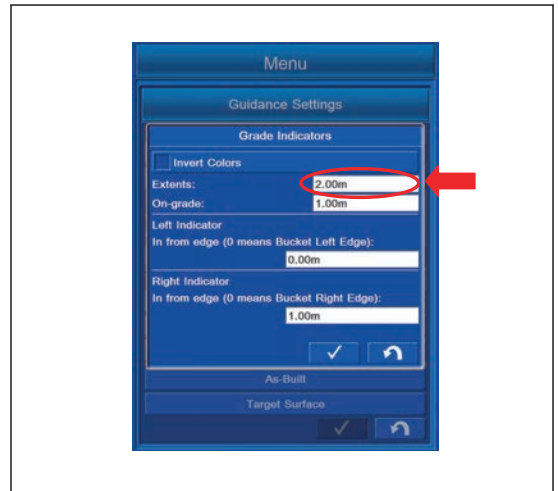 Menu
Guidance Settings
Grade Indicators
Invert Colors
Extents: 2.00m
On-grade: 1.00m
Left Indicator
In from edge (0 means Bucket Left Edge):
0.00m
Right Indicator
In from edge (0 means Bucket Right Edge):
1.00m
As-Built
Target Surface